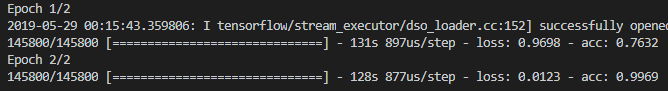 Epoch 1/2
2019-05-29 00:15:43.359806: I tensorflow/stream_executor/dso_loader.cc:152] successfully opened
145800/145800 [==============================] - 131s 897us/step - loss: 0.9698 - acc: 0.7632
Epoch 2/2
145800/145800 [==============================] - 128s 877us/step - loss: 0.0123 - acc: 0.9969